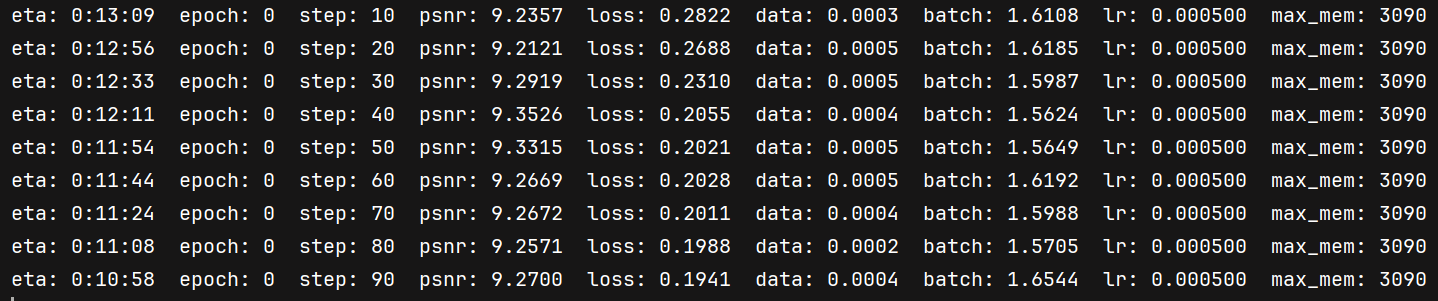 eta: 0:13:09  epoch: 0  step: 10  psnr: 9.2357  loss: 0.2822  data: 0.0003  batch: 1.6108  lr: 0.000500  max_mem: 3090
eta: 0:12:56  epoch: 0  step: 20  psnr: 9.2121  loss: 0.2688  data: 0.0005  batch: 1.6185  lr: 0.000500  max_mem: 3090
eta: 0:12:33  epoch: 0  step: 30  psnr: 9.2919  loss: 0.2310  data: 0.0005  batch: 1.5987  lr: 0.000500  max_mem: 3090
eta: 0:12:11  epoch: 0  step: 40  psnr: 9.3526  loss: 0.2055  data: 0.0004  batch: 1.5624  lr: 0.000500  max_mem: 3090
eta: 0:11:54  epoch: 0  step: 50  psnr: 9.3315  loss: 0.2021  data: 0.0005  batch: 1.5649  lr: 0.000500  max_mem: 3090
eta: 0:11:44  epoch: 0  step: 60  psnr: 9.2669  loss: 0.2028  data: 0.0005  batch: 1.6192  lr: 0.000500  max_mem: 3090
eta: 0:11:24  epoch: 0  step: 70  psnr: 9.2672  loss: 0.2011  data: 0.0004  batch: 1.5988  lr: 0.000500  max_mem: 3090
eta: 0:11:08  epoch: 0  step: 80  psnr: 9.2571  loss: 0.1988  data: 0.0002  batch: 1.5705  lr: 0.000500  max_mem: 3090
eta: 0:10:58  epoch: 0  step: 90  psnr: 9.2700  loss: 0.1941  data: 0.0004  batch: 1.6544  lr: 0.000500  max_mem: 3090